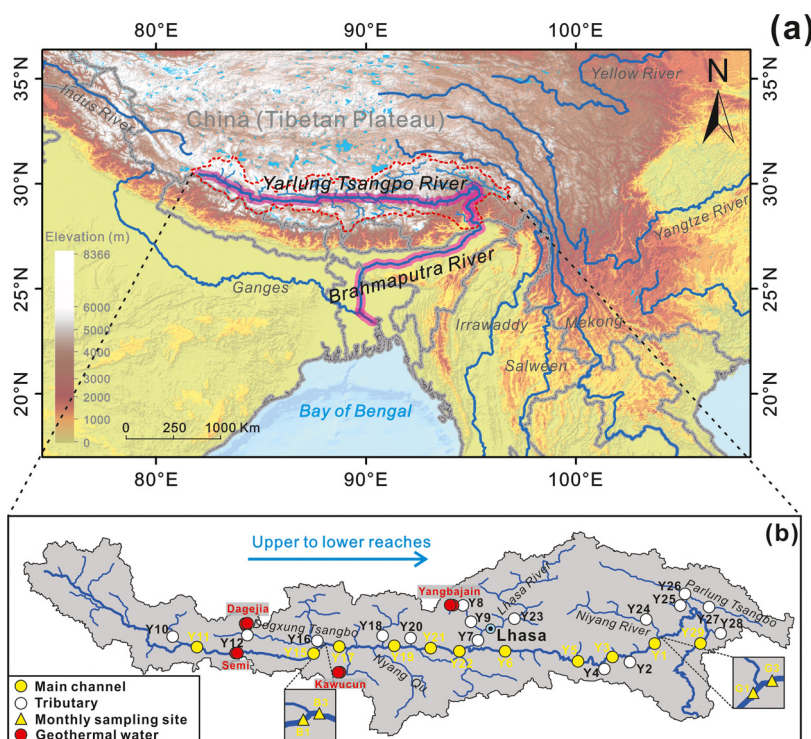 (a)
80°E 90°E 100°E
35°N 35°N
Yellow River
N
Indus River
China (Tibetan Plateau)
30°N 30°N
Yarlung Tsangpo River
Yangtze River
Elevation (m)
8366
6000
5000
4000
3000
2000
1000
0
Brahmaputra River
Ganges
25°N 25°N
Irrawaddy
Mekong
Salween
20°N 20°N
Bay of Bengal
0 250 500 1000 Km
80°E 90°E 100°E
(b)
Upper to lower reaches
Yangbajain
Dagejia
Y8
Lhasa River
Y26
Y25
Parlung Tsangpo
Y10
Y11
Y12
Dogxung Tsangbo
Y18
Y20
Y9
Y23
Y24
Niyang River
Y27
Y28
Y16
Y7
Lhasa
Semi
Y15
Y17
Y19
Y21
Y22
Y6
Y5
Y3
Y1
Y29
Nyang Qu
Y4
Y2
Kawucun
Main channel
Tributary
Monthly sampling site
Geothermal water